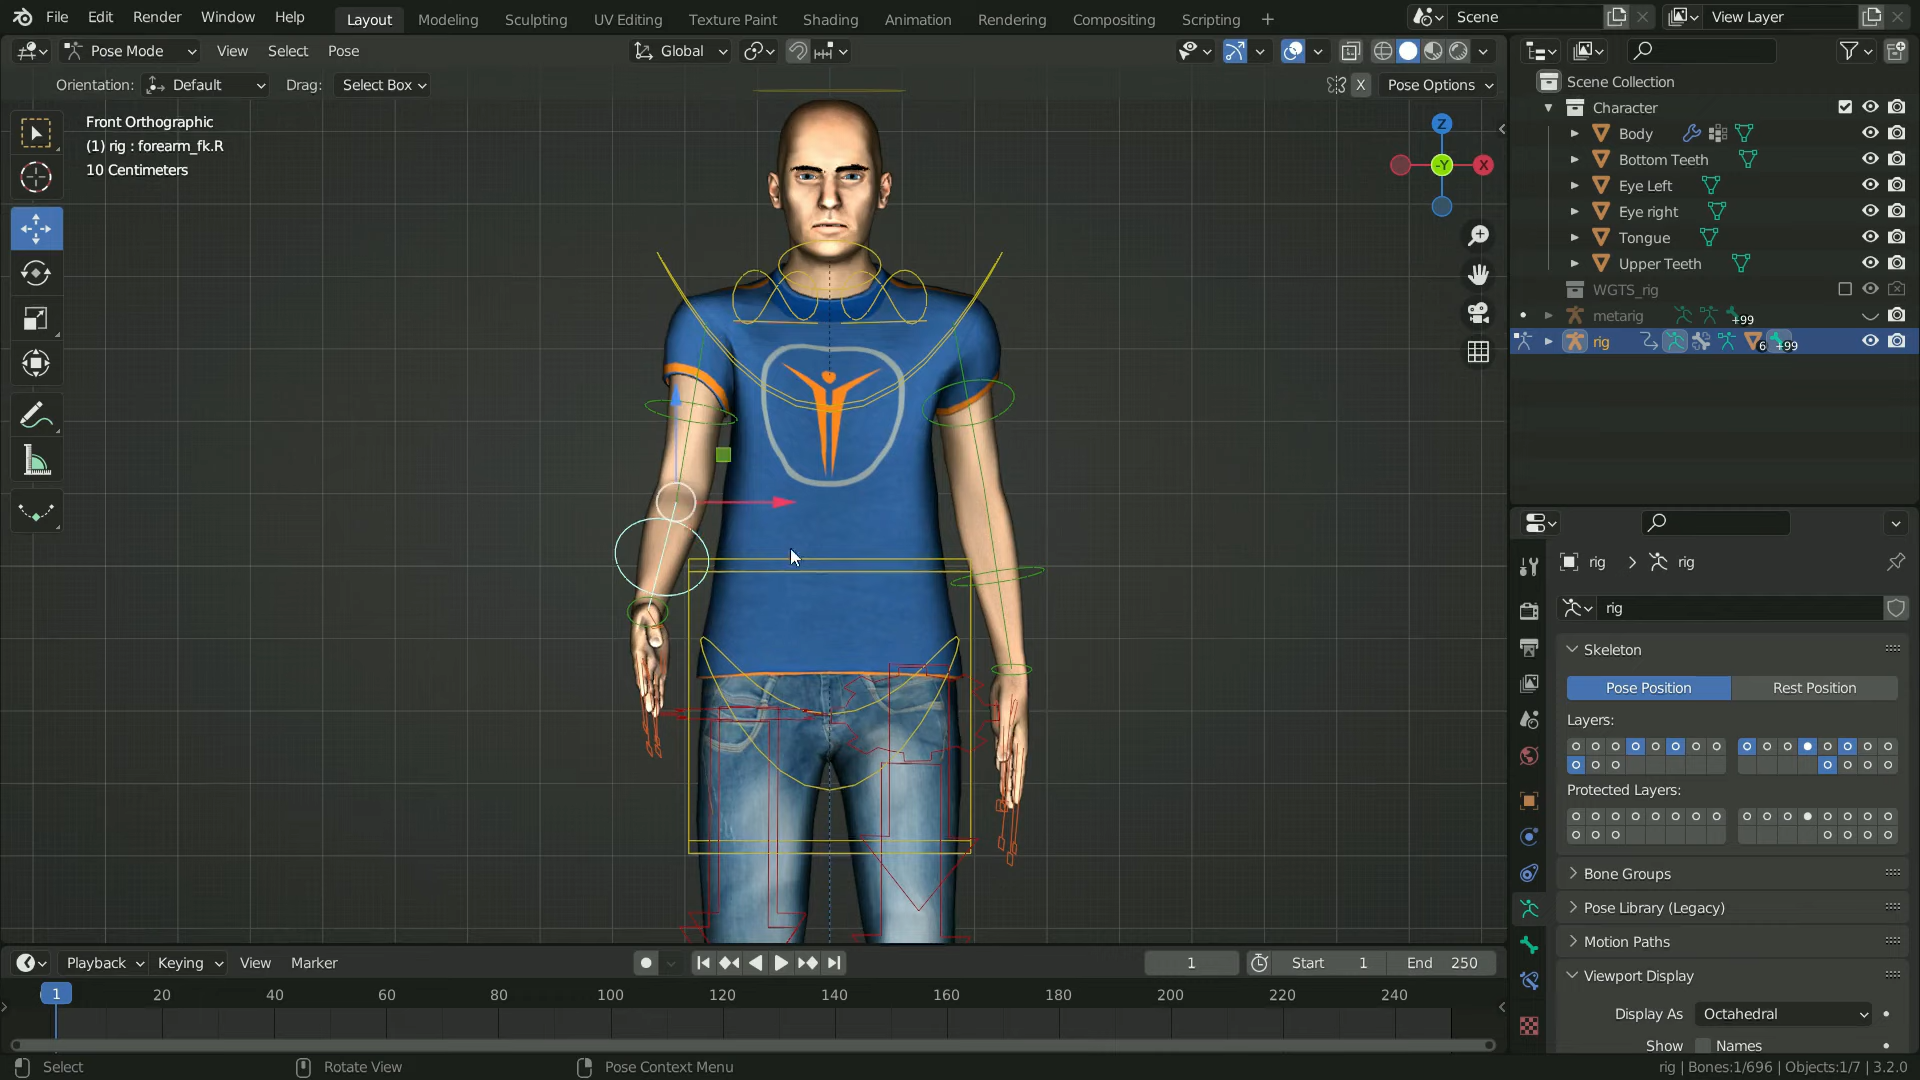 File Edit Render Window Help Layout Modeling Sculpting UV Editing Texture Paint Shading Animation Rendering Compositing Scripting + Scene View Layer
Pose Mode View Select Pose Global
Orientation: Default Drag: Select Box X Pose Options
Front Orthographic
(1) rig : forearm_fk.R
10 Centimeters
Z
-Y
X
Scene Collection
Character
Body
Bottom Teeth
Eye Left
Eye right
Tongue
Upper Teeth
WGTS_rig
metarig +99
rig 6 +99
rig > rig
rig
Skeleton
Pose Position Rest Position
Layers:
Protected Layers:
Bone Groups
Pose Library (Legacy)
Motion Paths
Viewport Display
Display As Octahedral
Show Names
Playback Keying View Marker 1 Start 1 End 250
1 20 40 60 80 100 120 140 160 180 200 220 240
Select Rotate View Pose Context Menu rig | Bones:1/696 | Objects:1/7 | 3.2.0